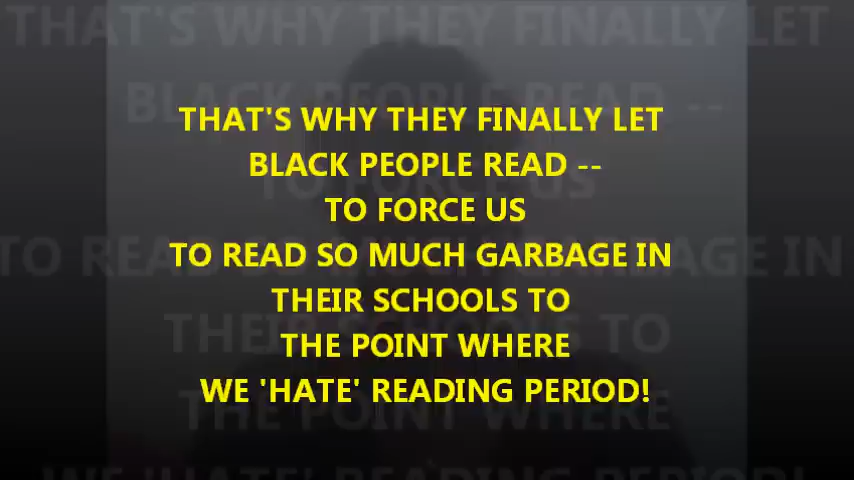 THAT'S WHY THEY FINALLY LET
BLACK PEOPLE READ --
TO FORCE US
TO READ SO MUCH GARBAGE IN
THEIR SCHOOLS TO
THE POINT WHERE
WE 'HATE' READING PERIOD!